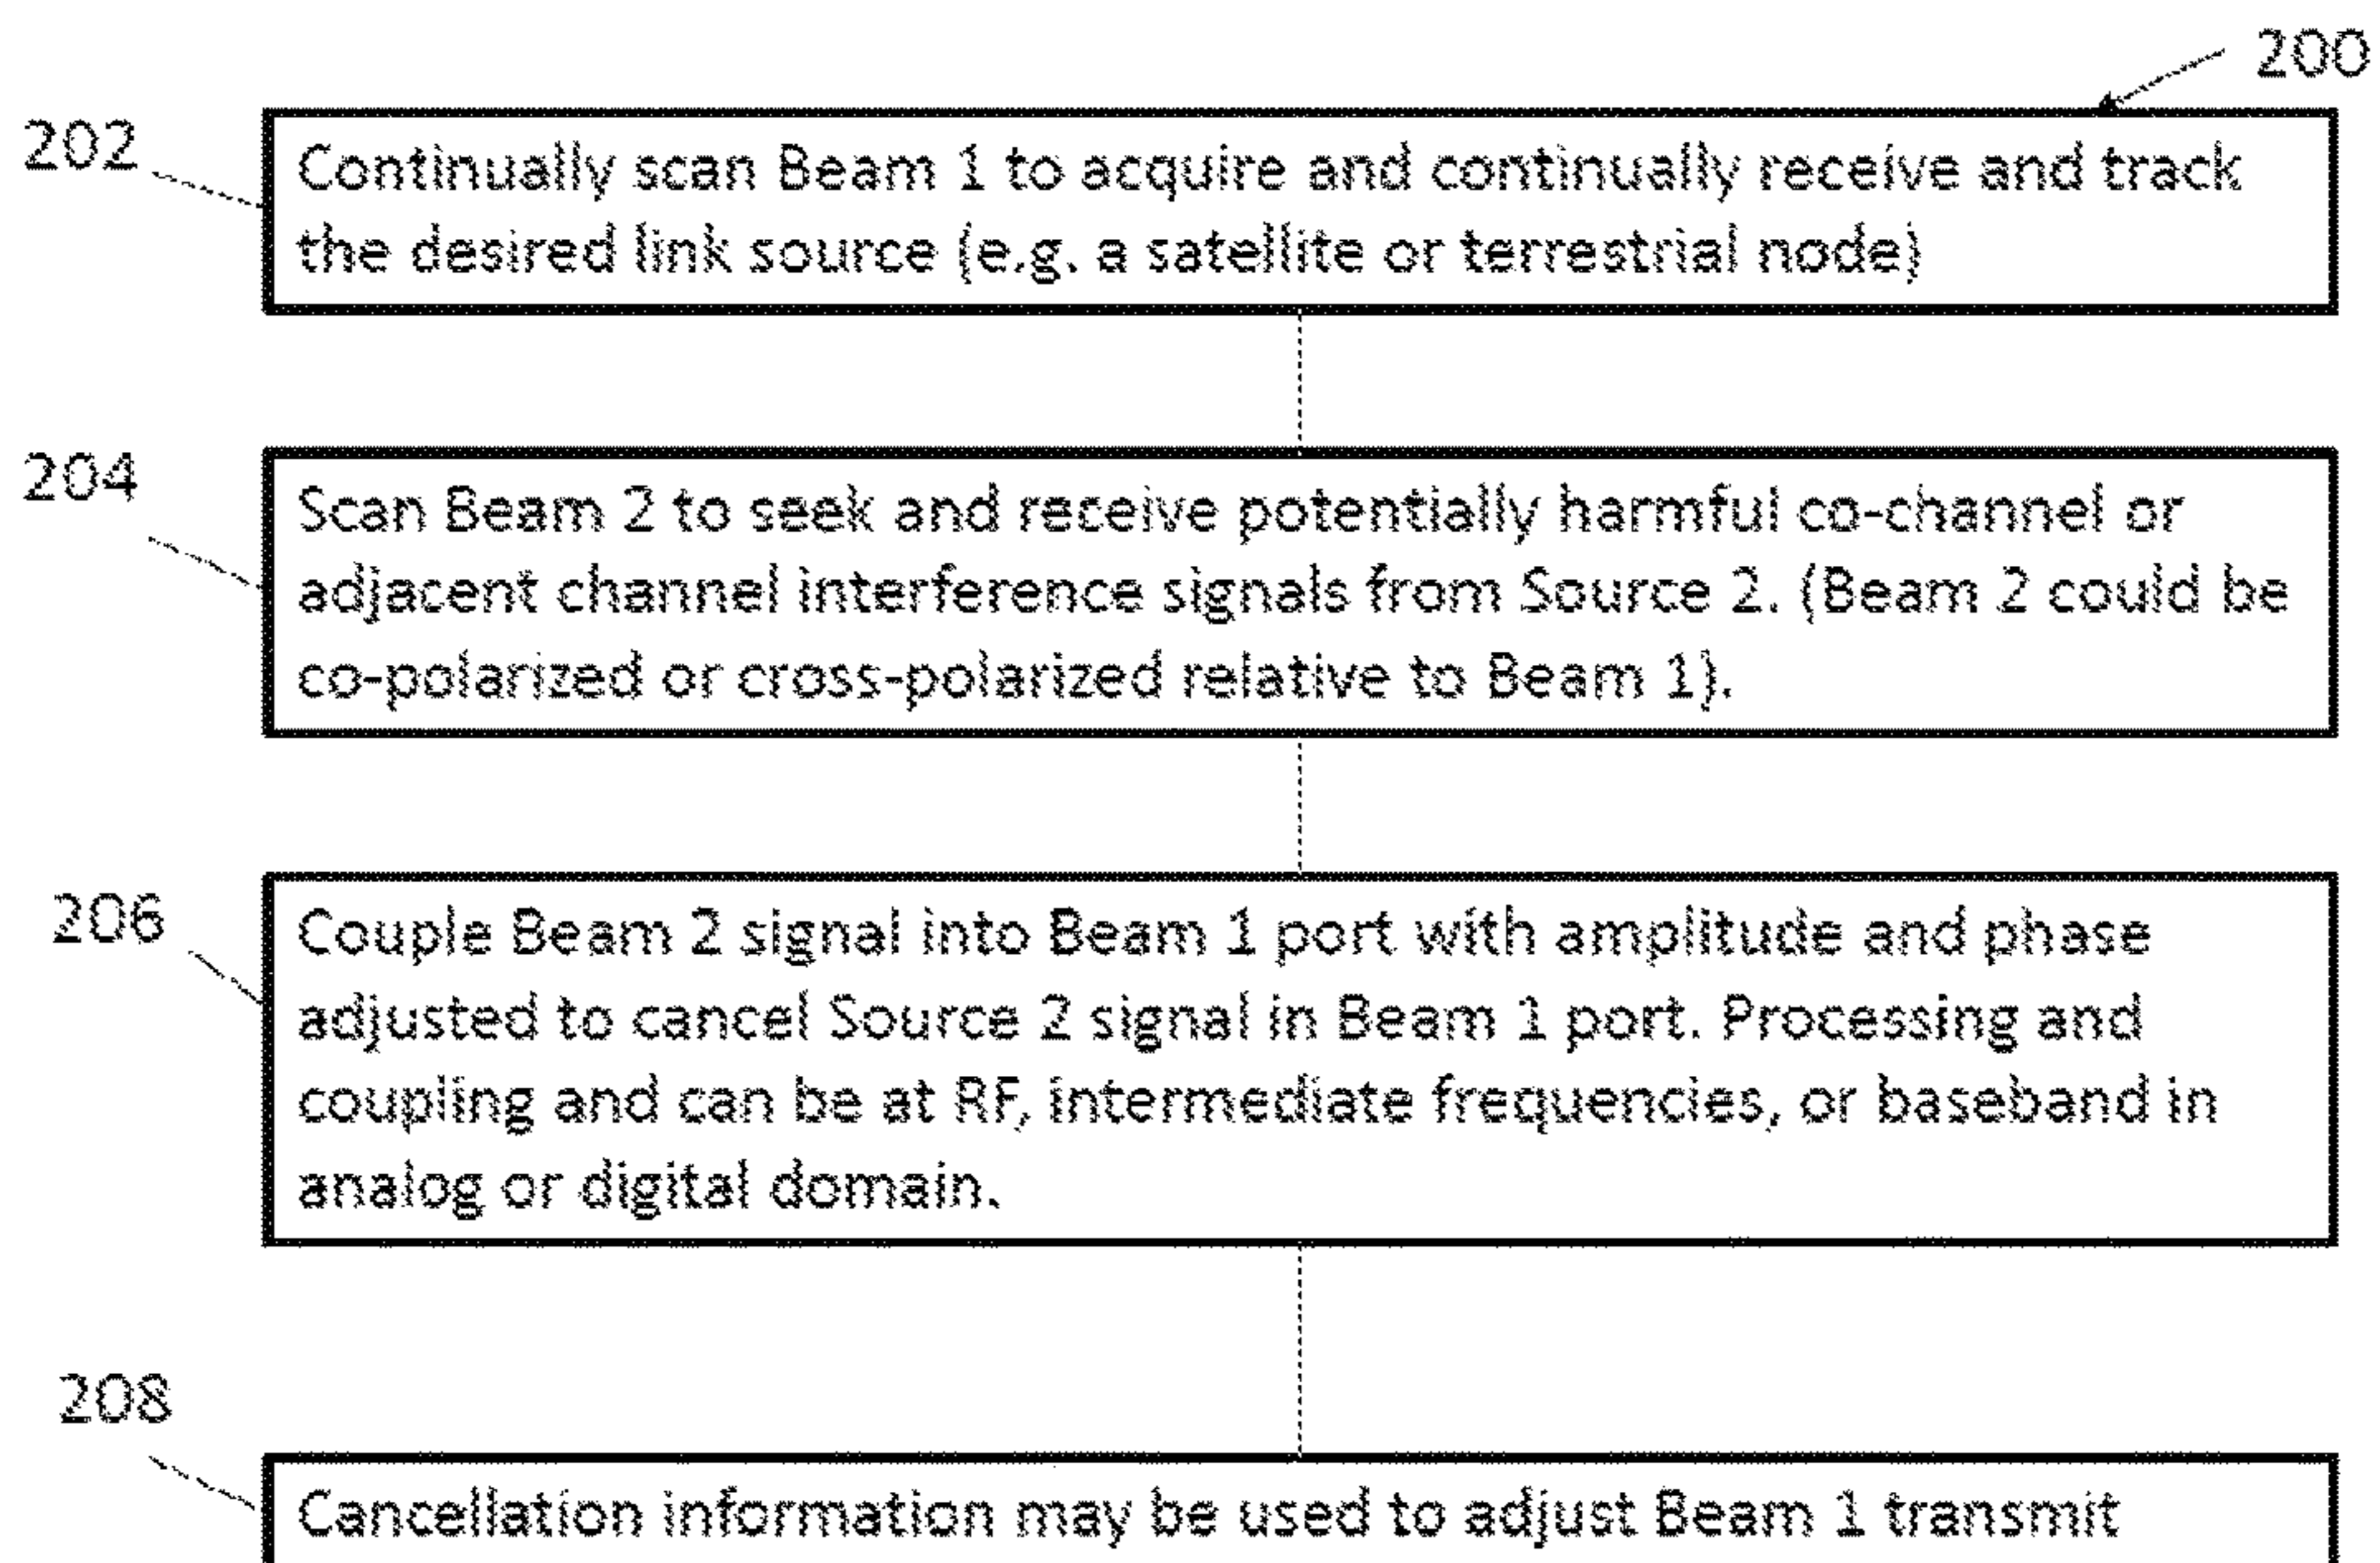 200
202
Continually scan Beam 1 to acquire and continually receive and track
the desired link source (e.g. a satellite or terrestrial node)
204
Scan Beam 2 to seek and receive potentially harmful co-channel or
adjacent channel interference signals from Source 2. (Beam 2 could be
co-polarized or cross-polarized relative to Beam 1).
206
Couple Beam 2 signal into Beam 1 port with amplitude and phase
adjusted to cancel Source 2 signal in Beam 1 port. Processing and
coupling and can be at RF, intermediate frequencies, or baseband in
analog or digital domain.
208
Cancellation information may be used to adjust Beam 1 transmit